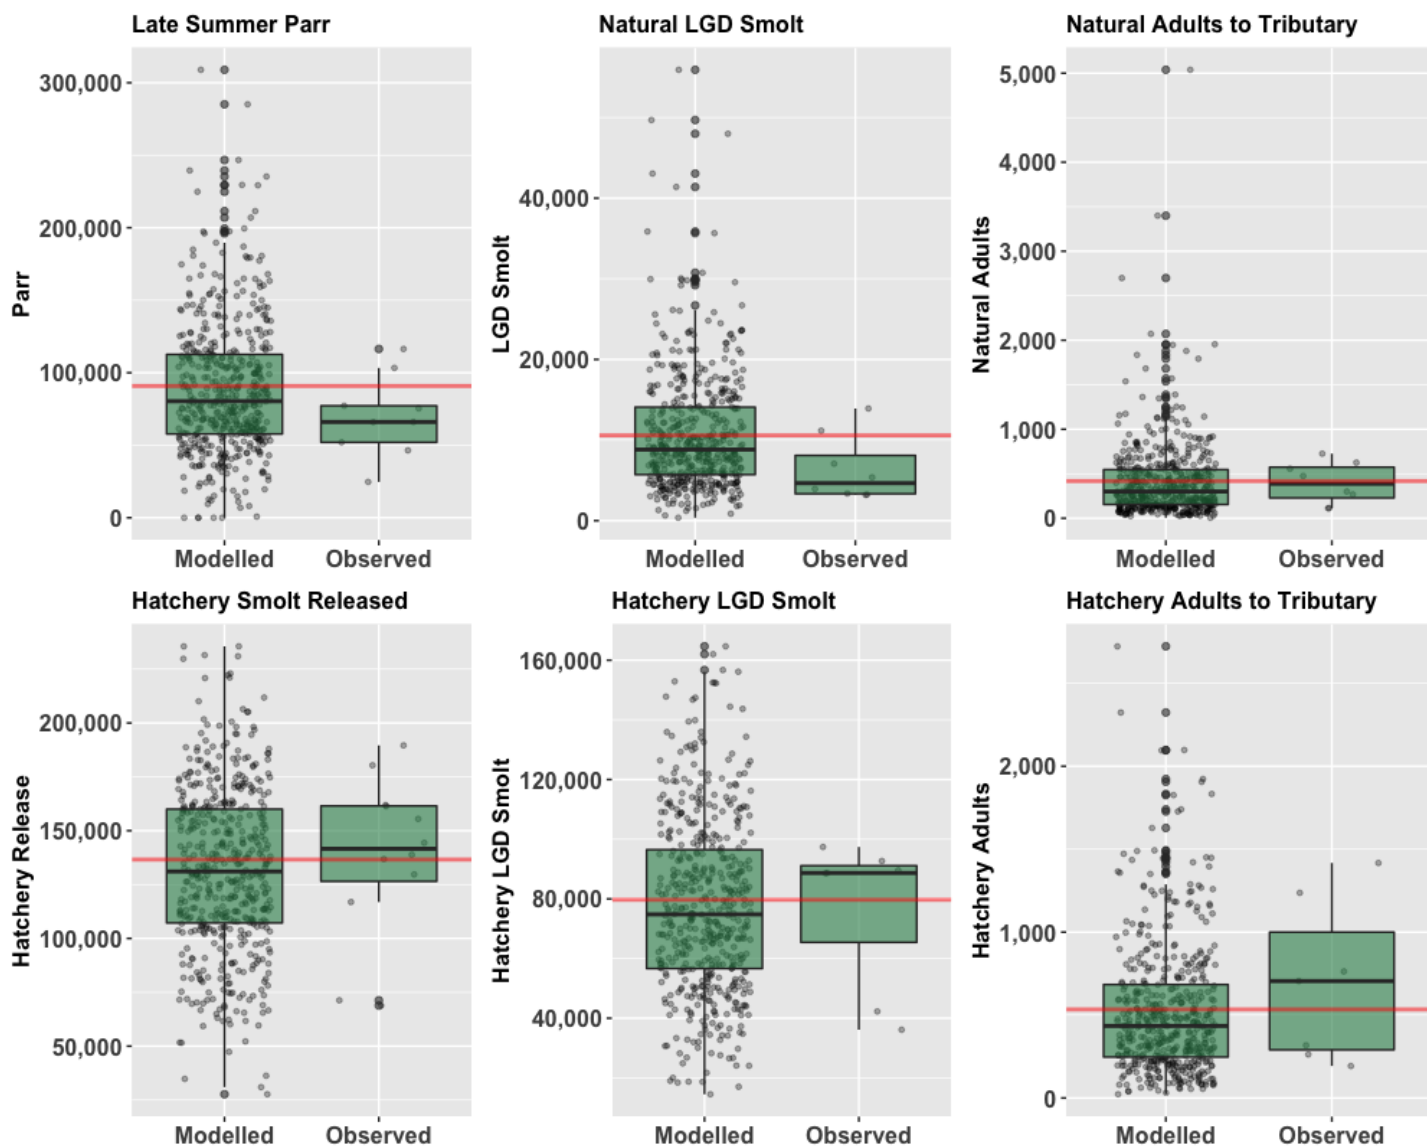 Late Summer Parr
Natural LGD Smolt
Natural Adults to Tributary
Parr
300,000
200,000
100,000
0
Modelled Observed
LGD Smolt
40,000
20,000
0
Modelled Observed
Natural Adults
5,000
4,000
3,000
2,000
1,000
0
Modelled Observed
Hatchery Smolt Released
Hatchery LGD Smolt
Hatchery Adults to Tributary
Hatchery Release
200,000
150,000
100,000
50,000
Modelled Observed
Hatchery LGD Smolt
160,000
120,000
80,000
40,000
Modelled Observed
Hatchery Adults
2,000
1,000
0
Modelled Observed